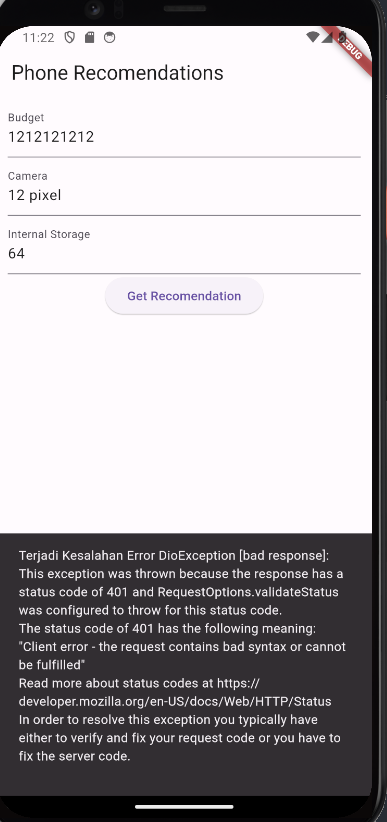 11:22
DEBUG
Phone Recomendations
Budget
1212121212
Camera
12 pixel
Internal Storage
64
Get Recomendation
Terjadi Kesalahan Error DioException [bad response]:
This exception was thrown because the response has a
status code of 401 and RequestOptions.validateStatus
was configured to throw for this status code.
The status code of 401 has the following meaning:
"Client error - the request contains bad syntax or cannot
be fulfilled"
Read more about status codes at https://
developer.mozilla.org/en-US/docs/Web/HTTP/Status
In order to resolve this exception you typically have
either to verify and fix your request code or you have to
fix the server code.